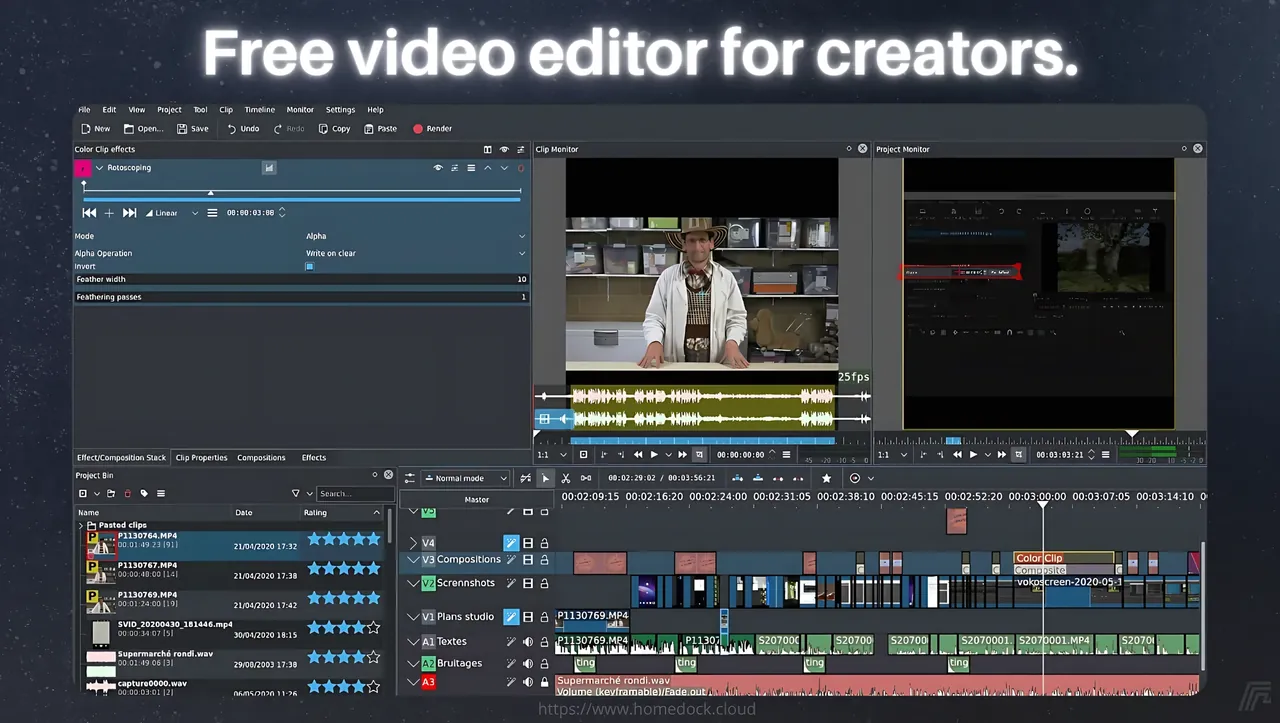 Free video editor for creators.
File Edit View Project Tool Clip Timeline Monitor Settings Help
New Open... Save Undo Redo Copy Paste Render
Color Clip effects
Rotoscoping
Linear 00:00:03:08
Mode Alpha
Alpha Operation Write on clear
Invert
Feather width 10
Feathering passes 1
Effect/Composition Stack Clip Properties Compositions Effects
Clip Monitor
25fps
1:1 00:00:00:00
-45 -20 -10 -5 -2 0
Project Monitor
1:1 00:03:03:21
Project Bin
Search...
Name Date Rating
Pasted clips
P1130764.MP4
00:01:49:23 [91] 21/04/2020 17:32
P1130767.MP4
00:00:48:00 [14] 21/04/2020 17:38
P1130769.MP4
00:01:24:00 [19] 21/04/2020 17:42
SVID_20200430_181446.mp4
00:00:34:07 [5] 30/04/2020 18:15
Supermarché rondi.wav
00:01:49:06 [3] 29/08/2003 17:38
capture0000.wav
00:00:03:01 [2] 06/05/2020 11:26
Normal mode 00:02:29:02 / 00:03:56:21
Master
00:02:09:15 00:02:16:20 00:02:24:00 00:02:31:05 00:02:38:10 00:02:45:15 00:02:52:20 00:03:00:00 00:03:07:05 00:03:14:10
V4
V3 Compositions Color Clip
Composite
V2 Scrennshots vokoscreen-2020-05-1
V1 Plans studio P1130769.MP4
A1 Textes P1130769.MP4 P11307 S20700 S20700 S20700 S2070001. S2070001.MP4 S2070
A2 Bruitages ting ting ting ting
A3 Supermarché rondi.wav
Volume (keyframable)/Fade out
https://www.homedock.cloud